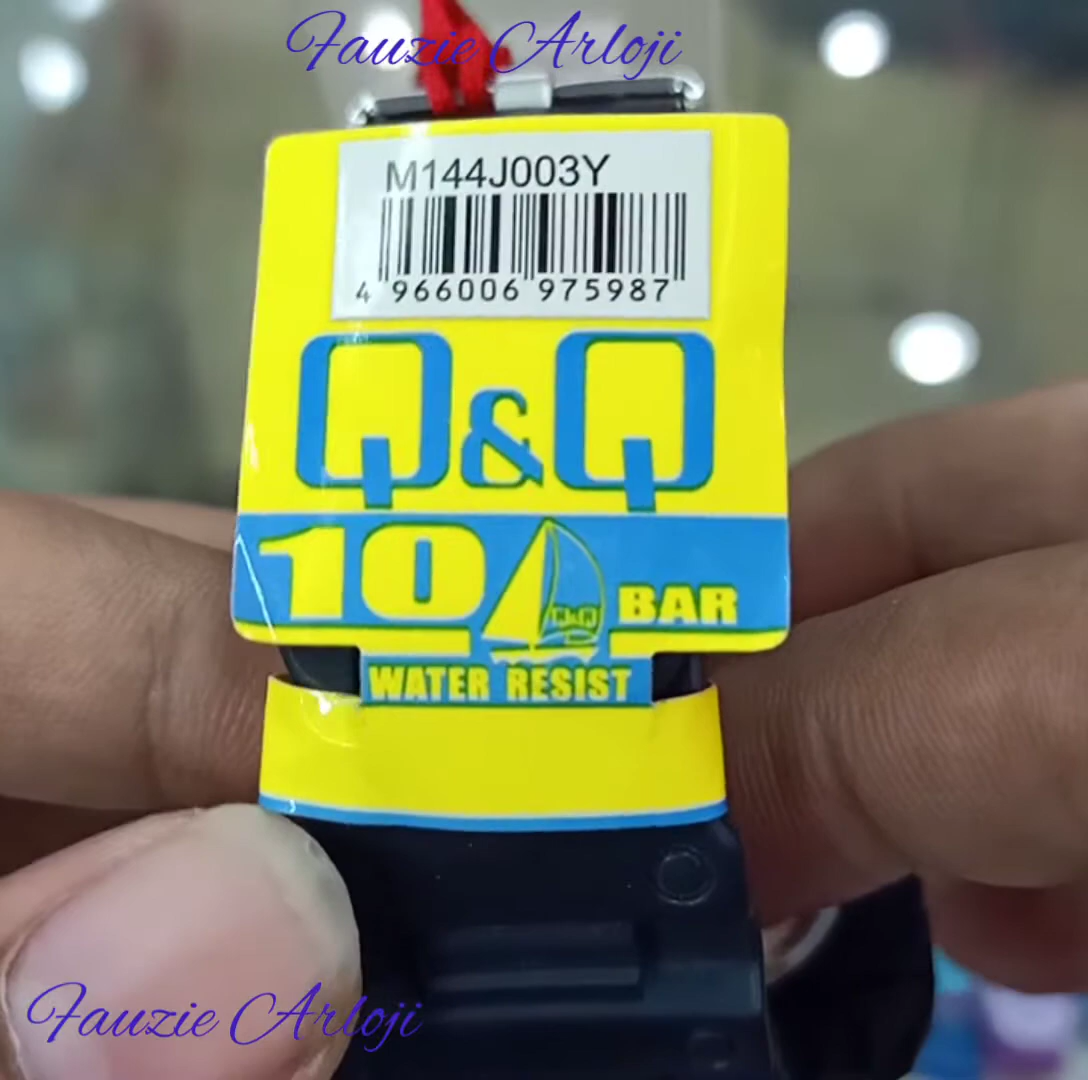 Fauzie Arloji
M144J003Y
4 966006 975987
Q&Q
10 BAR
Q&Q
WATER RESIST
Fauzie Arloji